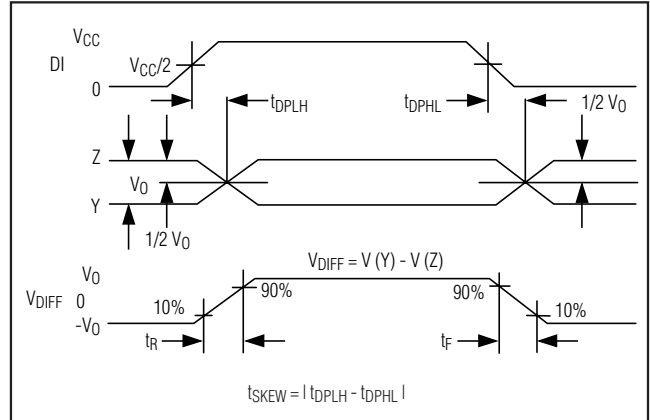 VCC
DI
VCC/2
0
tDPLH
tDPHL
1/2 VO
Z
VO
Y
1/2 VO
VDIFF = V (Y) - V (Z)
VO
VDIFF 0
-VO
10%
90%
90%
10%
tR
tF
tSKEW = | tDPLH - tDPHL |